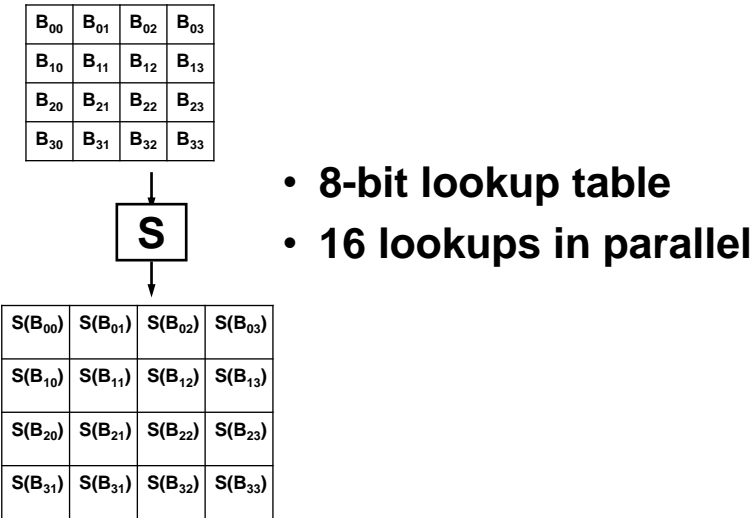 B₀₀ B₀₁ B₀₂ B₀₃
B₁₀ B₁₁ B₁₂ B₁₃
B₂₀ B₂₁ B₂₂ B₂₃
B₃₀ B₃₁ B₃₂ B₃₃
S
S(B₀₀) S(B₀₁) S(B₀₂) S(B₀₃)
S(B₁₀) S(B₁₁) S(B₁₂) S(B₁₃)
S(B₂₀) S(B₂₁) S(B₂₂) S(B₂₃)
S(B₃₁) S(B₃₁) S(B₃₂) S(B₃₃)
• 8-bit lookup table
• 16 lookups in parallel